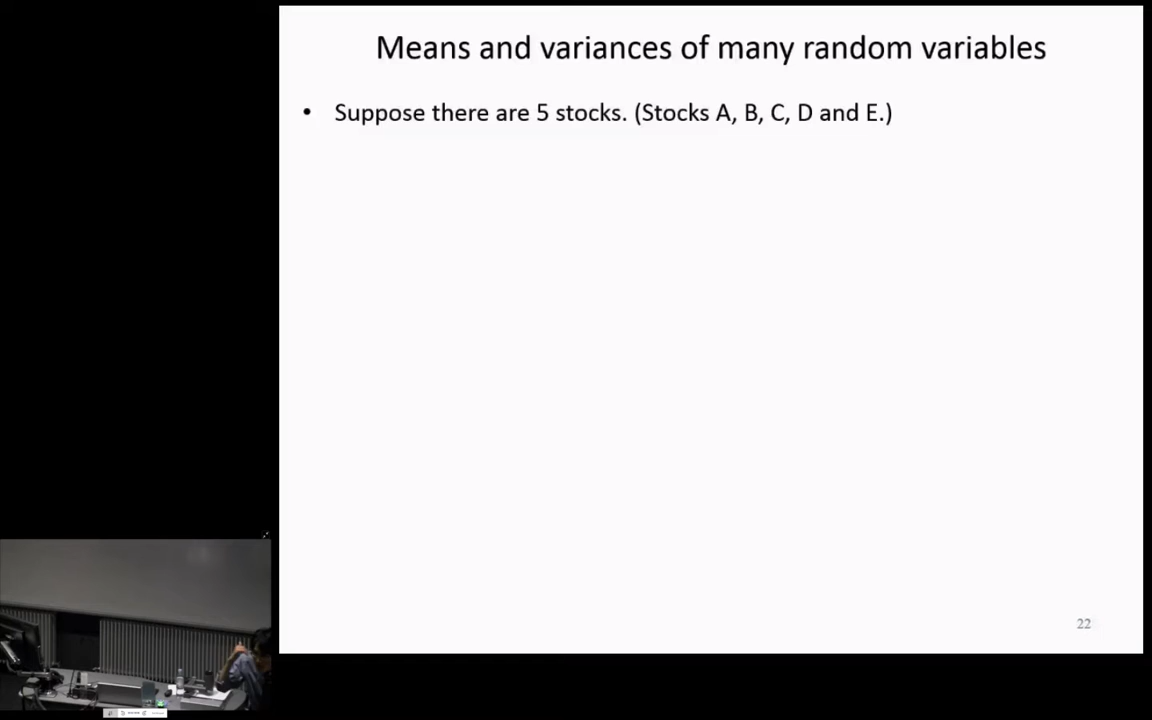 Means and variances of many random variables
• Suppose there are 5 stocks. (Stocks A, B, C, D and E.)
22